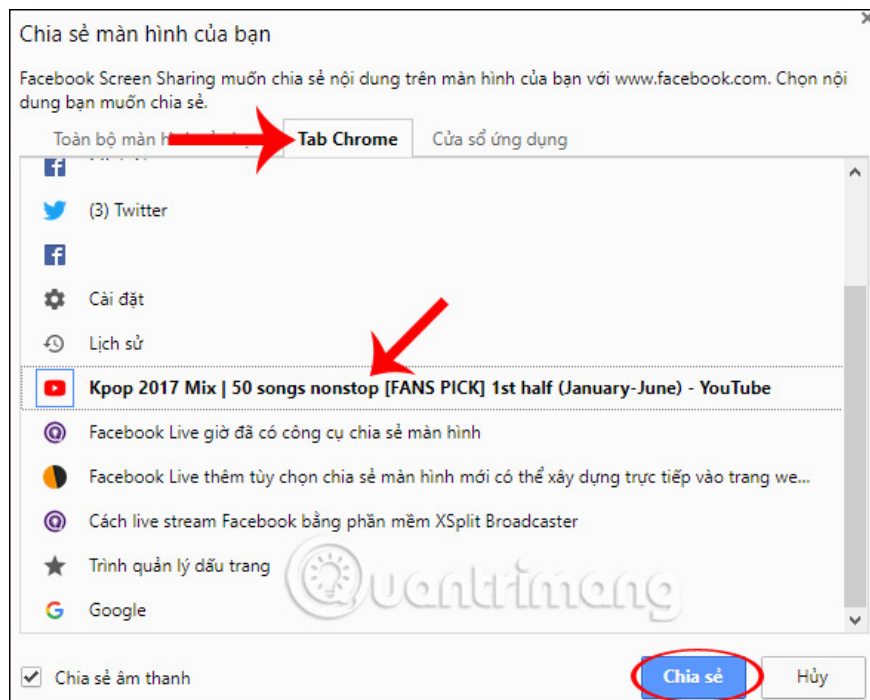 Chia sẻ màn hình của bạn
Facebook Screen Sharing muốn chia sẻ nội dung trên màn hình của bạn với www.facebook.com. Chọn nội
dung bạn muốn chia sẻ.
Toàn bộ màn Tab Chrome Cửa sổ ứng dụng
(3) Twitter
Cài đặt
Lịch sử
Kpop 2017 Mix | 50 songs nonstop [FANS PICK] 1st half (January-June) - YouTube
Facebook Live giờ đã có công cụ chia sẻ màn hình
Facebook Live thêm tùy chọn chia sẻ màn hình mới có thể xây dựng trực tiếp vào trang we...
Cách live stream Facebook bằng phần mềm XSplit Broadcaster
Trình quản lý dấu trang
Quantrimang
Google
Chia sẻ âm thanh Chia sẻ Hủy